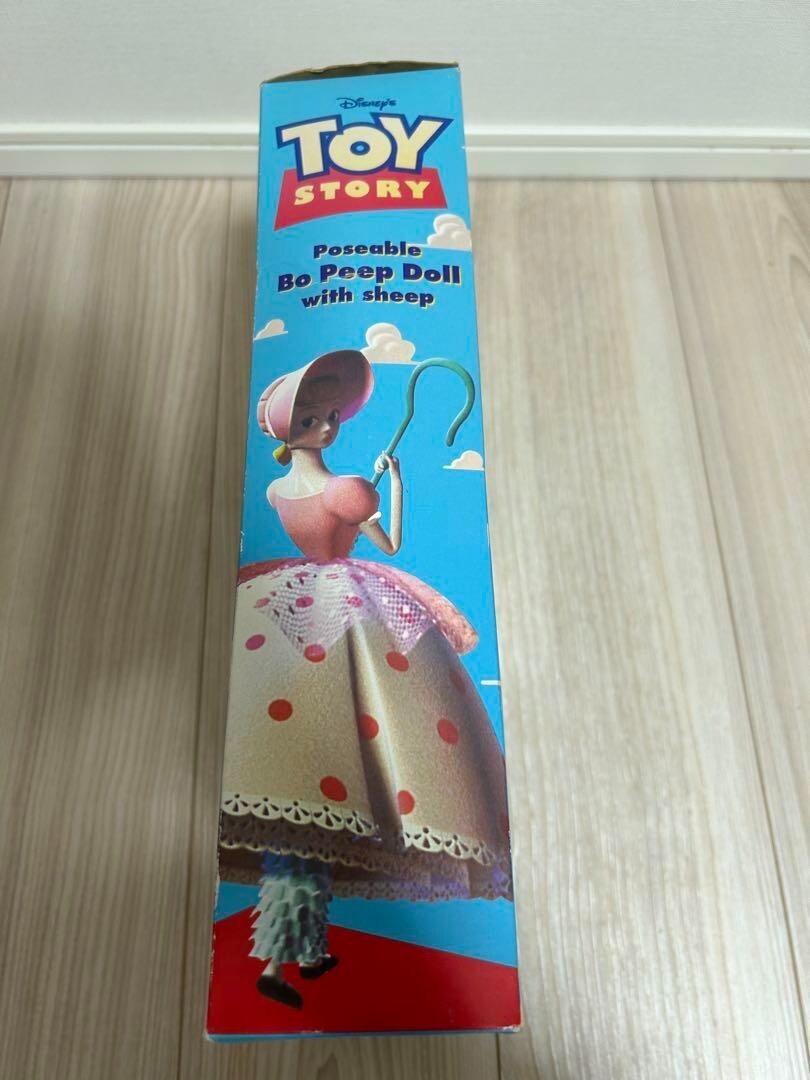 Disney's
TOY
STORY
Poseable
Bo Peep Doll
with sheep